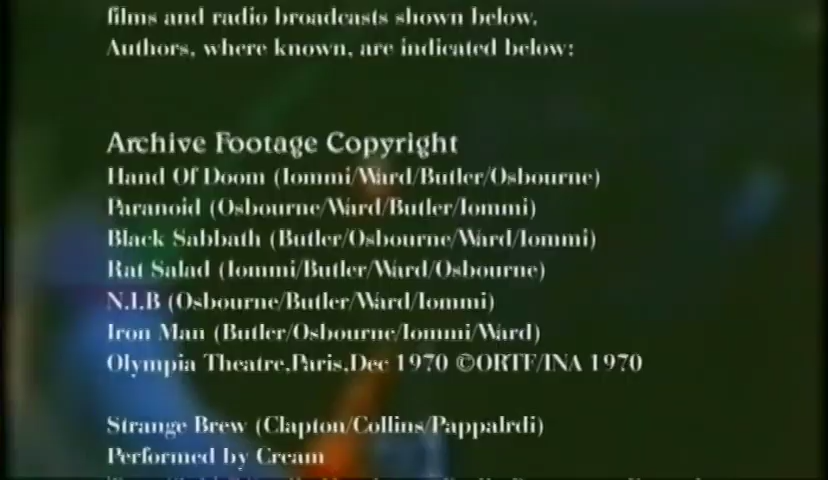 films and radio broadcasts shown below.
Authors, where known, are indicated below:
Archive Footage Copyright
Hand Of Doom (Iommi/Ward/Butler/Osbourne)
Paranoid (Osbourne/Ward/Butler/Iommi)
Black Sabbath (Butler/Osbourne/Ward/Iommi)
Rat Salad (Iommi/Butler/Ward/Osbourne)
N.I.B (Osbourne/Butler/Ward/Iommi)
Iron Man (Butler/Osbourne/Iommi/Ward)
Olympia Theatre,Paris,Dec 1970 ©ORTF/INA 1970
Strange Brew (Clapton/Collins/Pappalrdi)
Performed by Cream